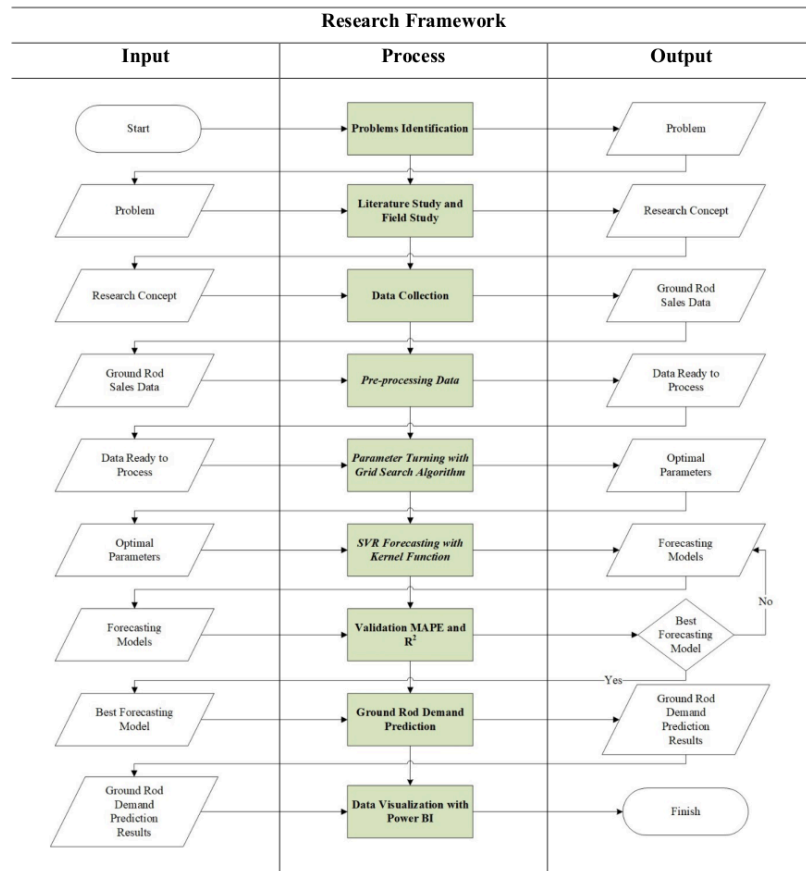 Research Framework
Input
Process
Output
Start
Problems Identification
Problem
Problem
Literature Study and
Field Study
Research Concept
Research Concept
Data Collection
Ground Rod
Sales Data
Ground Rod
Sales Data
Pre-processing Data
Data Ready to
Process
Data Ready to
Process
Parameter Turning with
Grid Search Algorithm
Optimal
Parameters
Optimal
Parameters
SVR Forecasting with
Kernel Function
Forecasting
Models
No
Forecasting
Models
Validation MAPE and
R²
Best
Forecasting
Model
Yes
Best Forecasting
Model
Ground Rod Demand
Prediction
Ground Rod
Demand
Prediction
Results
Ground Rod
Demand
Prediction
Results
Data Visualization with
Power BI
Finish